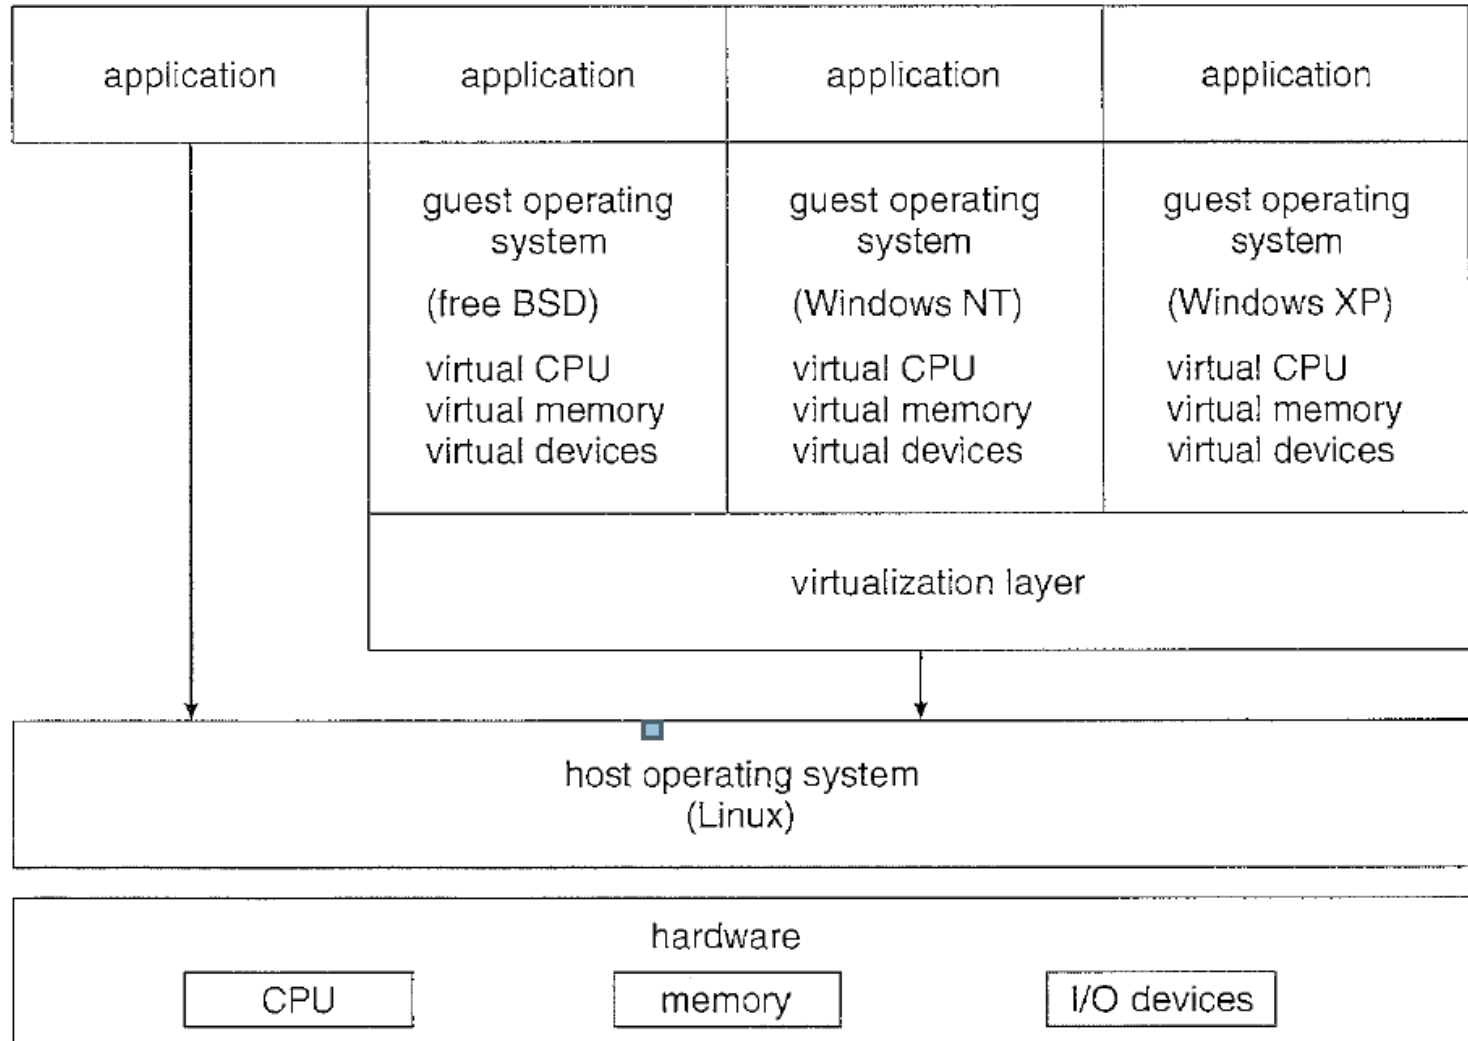 application
application
application
application
guest operating
system
(free BSD)
virtual CPU
virtual memory
virtual devices
guest operating
system
(Windows NT)
virtual CPU
virtual memory
virtual devices
guest operating
system
(Windows XP)
virtual CPU
virtual memory
virtual devices
virtualization layer
host operating system
(Linux)
hardware
CPU
memory
I/O devices